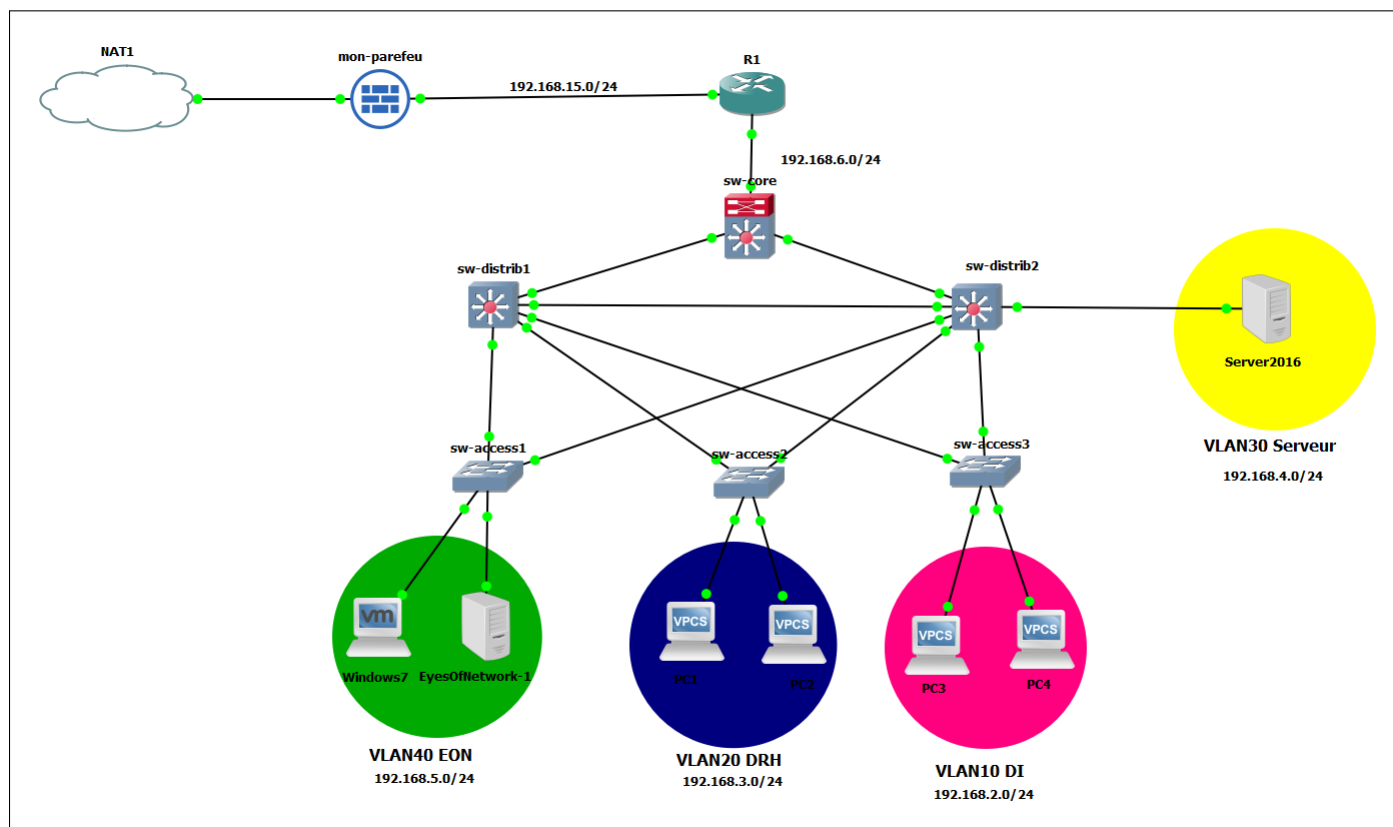 NAT1
mon-parefeu
R1
192.168.15.0/24
192.168.6.0/24
sw-core
sw-distrib1
sw-distrib2
Server2016
sw-access1
sw-access2
sw-access3
VLAN30 Serveur
192.168.4.0/24
vm
VPCS
VPCS
VPCS
VPCS
Windows7
EyesOfNetwork-1
PC1
PC2
PC3
PC4
VLAN40 EON
192.168.5.0/24
VLAN20 DRH
192.168.3.0/24
VLAN10 DI
192.168.2.0/24